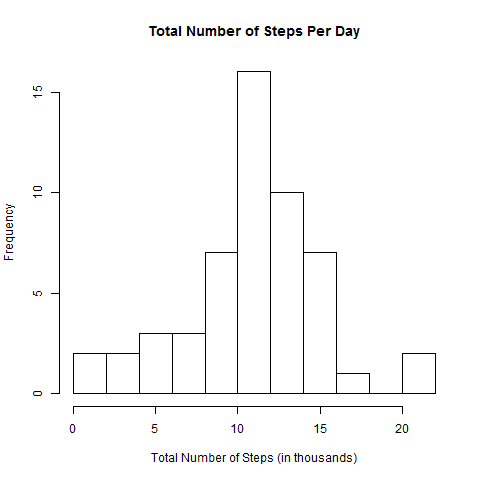 Total Number of Steps Per Day
Frequency
15
10
5
0
0 5 10 15 20
Total Number of Steps (in thousands)